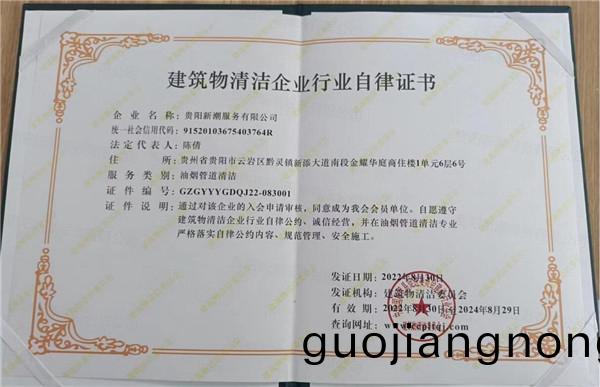 建筑物清洁企业行业自律证书
企业名称：贵阳新潮服务有限公司
统一社会信用代码：91520103675403764R
法定代表人：陈倩
住所：贵州省贵阳市云岩区黔灵镇新添大道南段金耀华庭商住楼1单元6层6号
服务类别：油烟管道清洁
证件编号：GZGYYYGDQJ22-083001
证件说明：通过对该企业的入会申请审核，同意成为我会会员单位。自愿遵守
建筑物清洁企业行业自律公约、诚信经营，并在油烟管道清洁专业
严格落实自律公约内容、规范管理、安全施工。
发证日期：2022年8月30日
发证机构：建筑物清洁委员会
有效期：2022年8月30日至2024年8月29日
查询网址：
guojiangnong